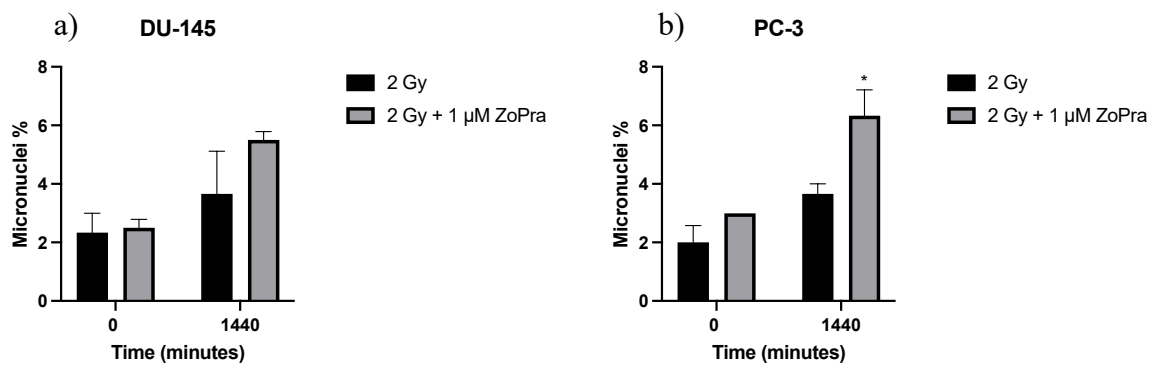 a) DU-145
8
6
4
2
0
Micronuclei %
0 1440
Time (minutes)
2 Gy
2 Gy + 1 µM ZoPra
b) PC-3
8
6
4
2
0
Micronuclei %
*
0 1440
Time (minutes)
2 Gy
2 Gy + 1 µM ZoPra